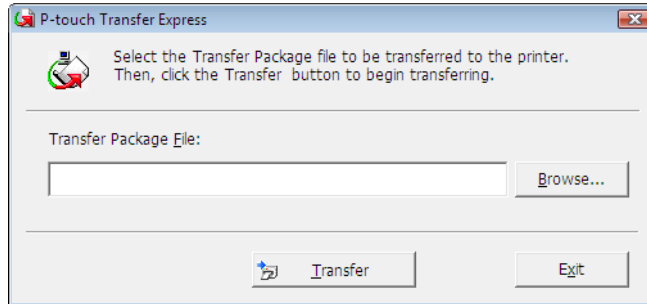 P-touch Transfer Express
Select the Transfer Package file to be transferred to the printer.
Then, click the Transfer button to begin transferring.
Transfer Package File:
Browse...
Transfer
Exit